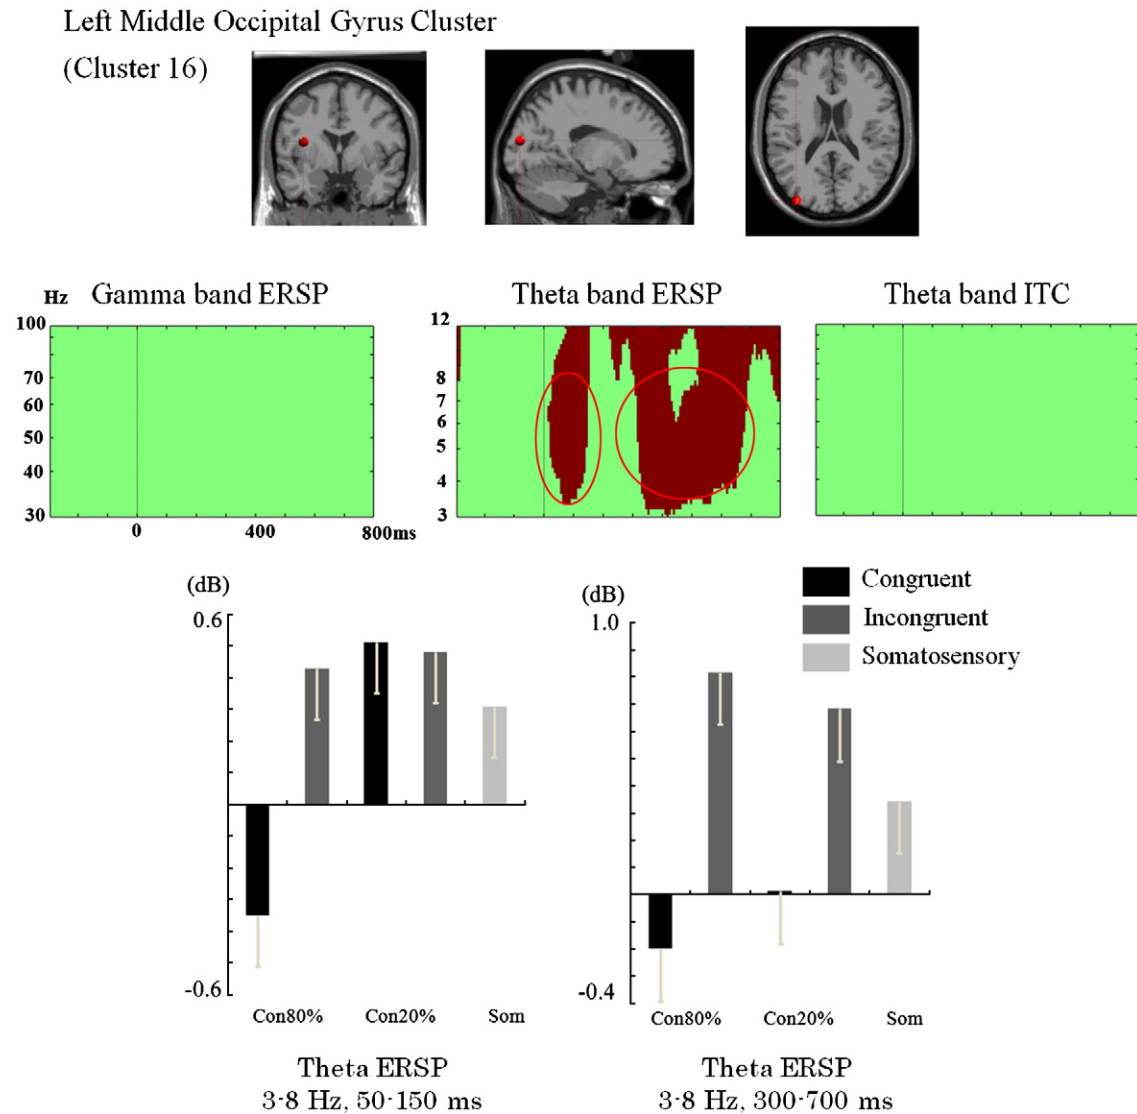 Left Middle Occipital Gyrus Cluster
(Cluster 16)
Hz Gamma band ERSP Theta band ERSP Theta band ITC
100
70
60
50
40
30
0 400 800ms
12
8
7
6
5
4
3
(dB)
0.6
-0.6
Con80% Con20% Som
Theta ERSP
3-8 Hz, 50-150 ms
(dB)
1.0
-0.4
Con80% Con20% Som
Theta ERSP
3-8 Hz, 300-700 ms
Congruent
Incongruent
Somatosensory